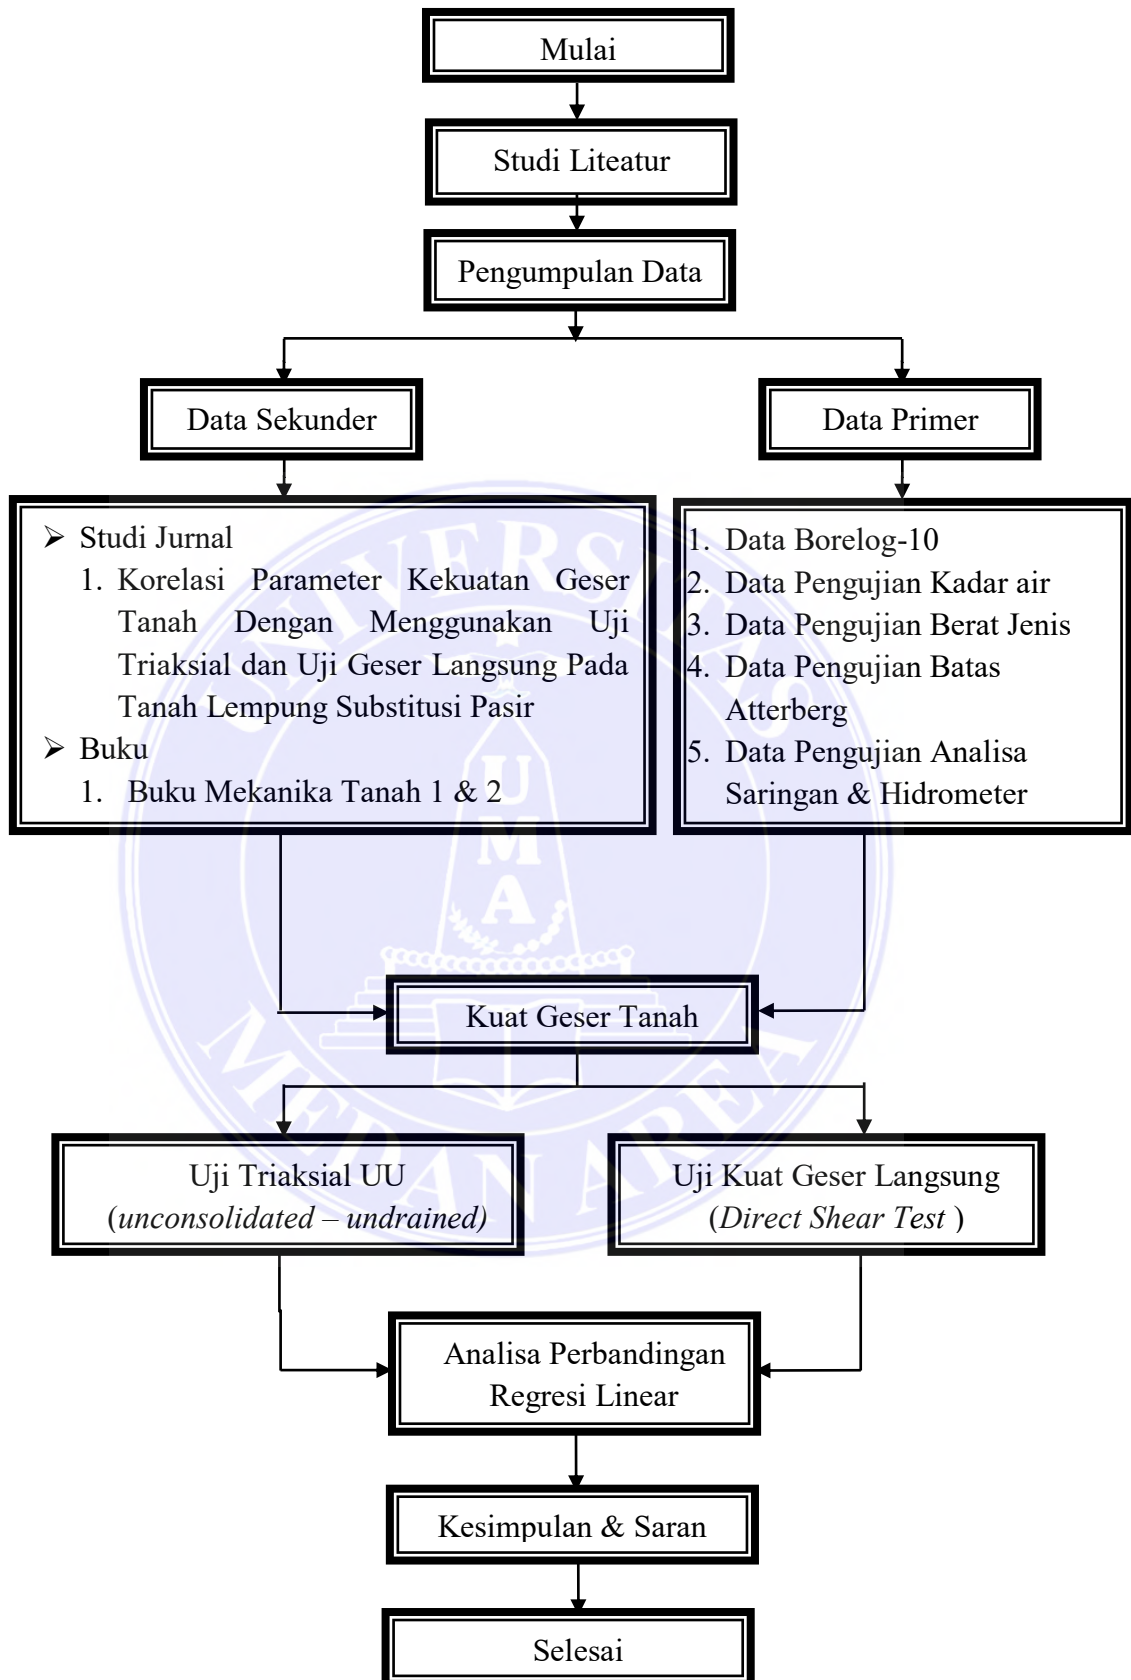 Mulai
Studi Liteatur
Pengumpulan Data
Data Sekunder
Data Primer
➢ Studi Jurnal
1. Korelasi Parameter Kekuatan Geser
Tanah Dengan Menggunakan Uji
Triaksial dan Uji Geser Langsung Pada
Tanah Lempung Substitusi Pasir
➢ Buku
1. Buku Mekanika Tanah 1 & 2
1. Data Borelog-10
2. Data Pengujian Kadar air
3. Data Pengujian Berat Jenis
4. Data Pengujian Batas
Atterberg
5. Data Pengujian Analisa
Saringan & Hidrometer
Kuat Geser Tanah
Uji Triaksial UU
(unconsolidated – undrained)
Uji Kuat Geser Langsung
(Direct Shear Test )
Analisa Perbandingan
Regresi Linear
Kesimpulan & Saran
Selesai
UNIVERSITAS
UMA
MEDAN AREA